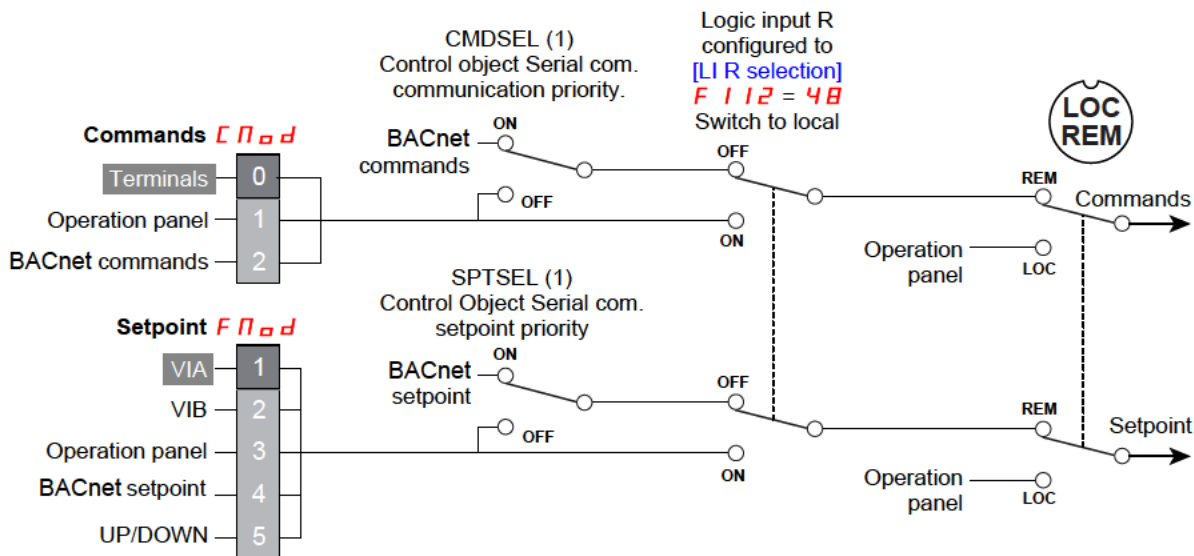 CMDSEL (1)
Control object Serial com.
communication priority.
Logic input R
configured to
[LI R selection]
F 112 = 48
Switch to local
LOC
REM
Commands CMod
Terminals
0
Operation panel
1
BACnet commands
2
BACnet
commands
ON
OFF
OFF
ON
REM
Commands
Operation
panel
LOC
SPTSEL (1)
Control Object Serial com.
setpoint priority
Setpoint FMod
VIA
1
VIB
2
Operation panel
3
BACnet setpoint
4
UP/DOWN
5
BACnet
setpoint
ON
OFF
OFF
ON
REM
Setpoint
Operation
panel
LOC